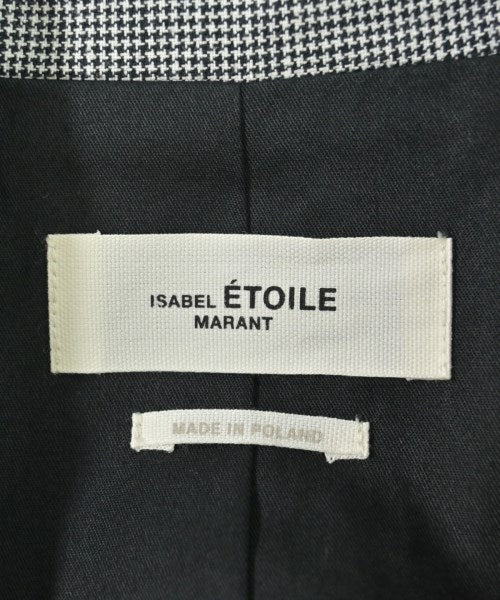 ISABEL ÉTOILE
MARANT
MADE IN POLAND